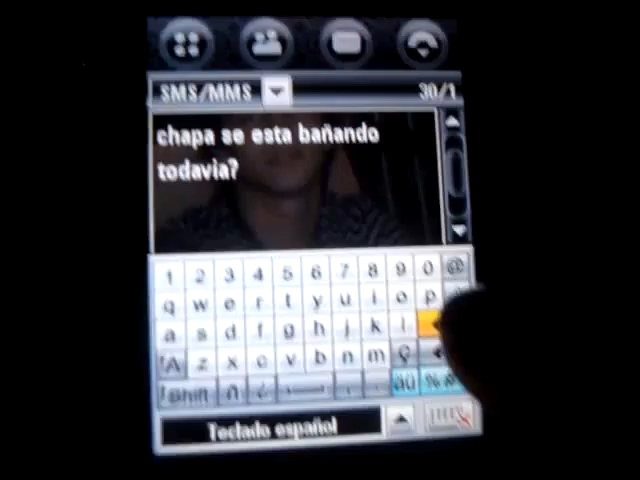 SMS/MMS 30/1
chapa se esta bañando
todavia?
1 2 3 4 5 6 7 8 9 0 @
q w e r t y u i o p
a s d f g h j k l
z x c v b n m ç
ñ ¿ , . áü
Teclado español